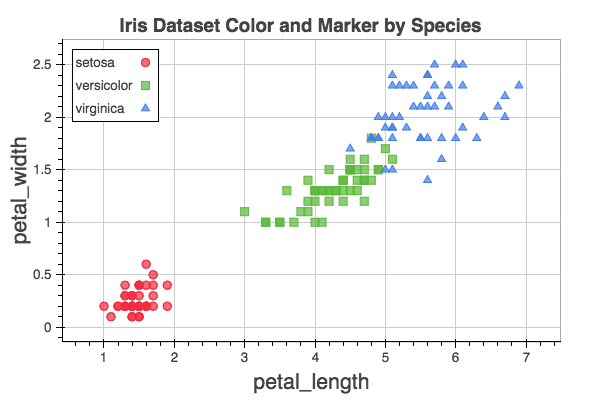 Iris Dataset Color and Marker by Species
setosa
versicolor
virginica
petal_width
2.5
2
1.5
1
0.5
0
1 2 3 4 5 6 7
petal_length